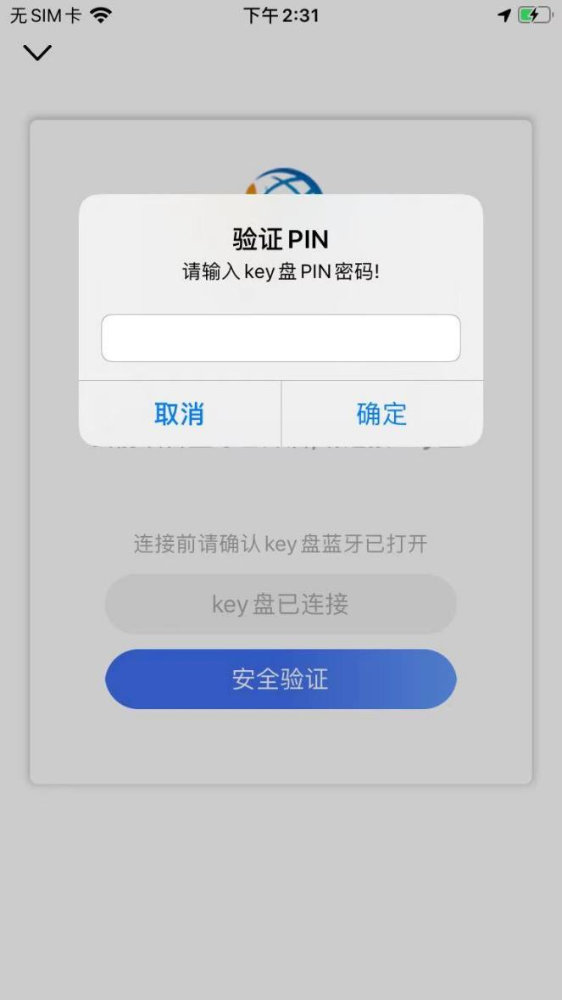 无SIM卡 下午2:31
验证PIN
请输入key盘PIN密码!
取消 确定
连接前请确认key盘蓝牙已打开
key盘已连接
安全验证